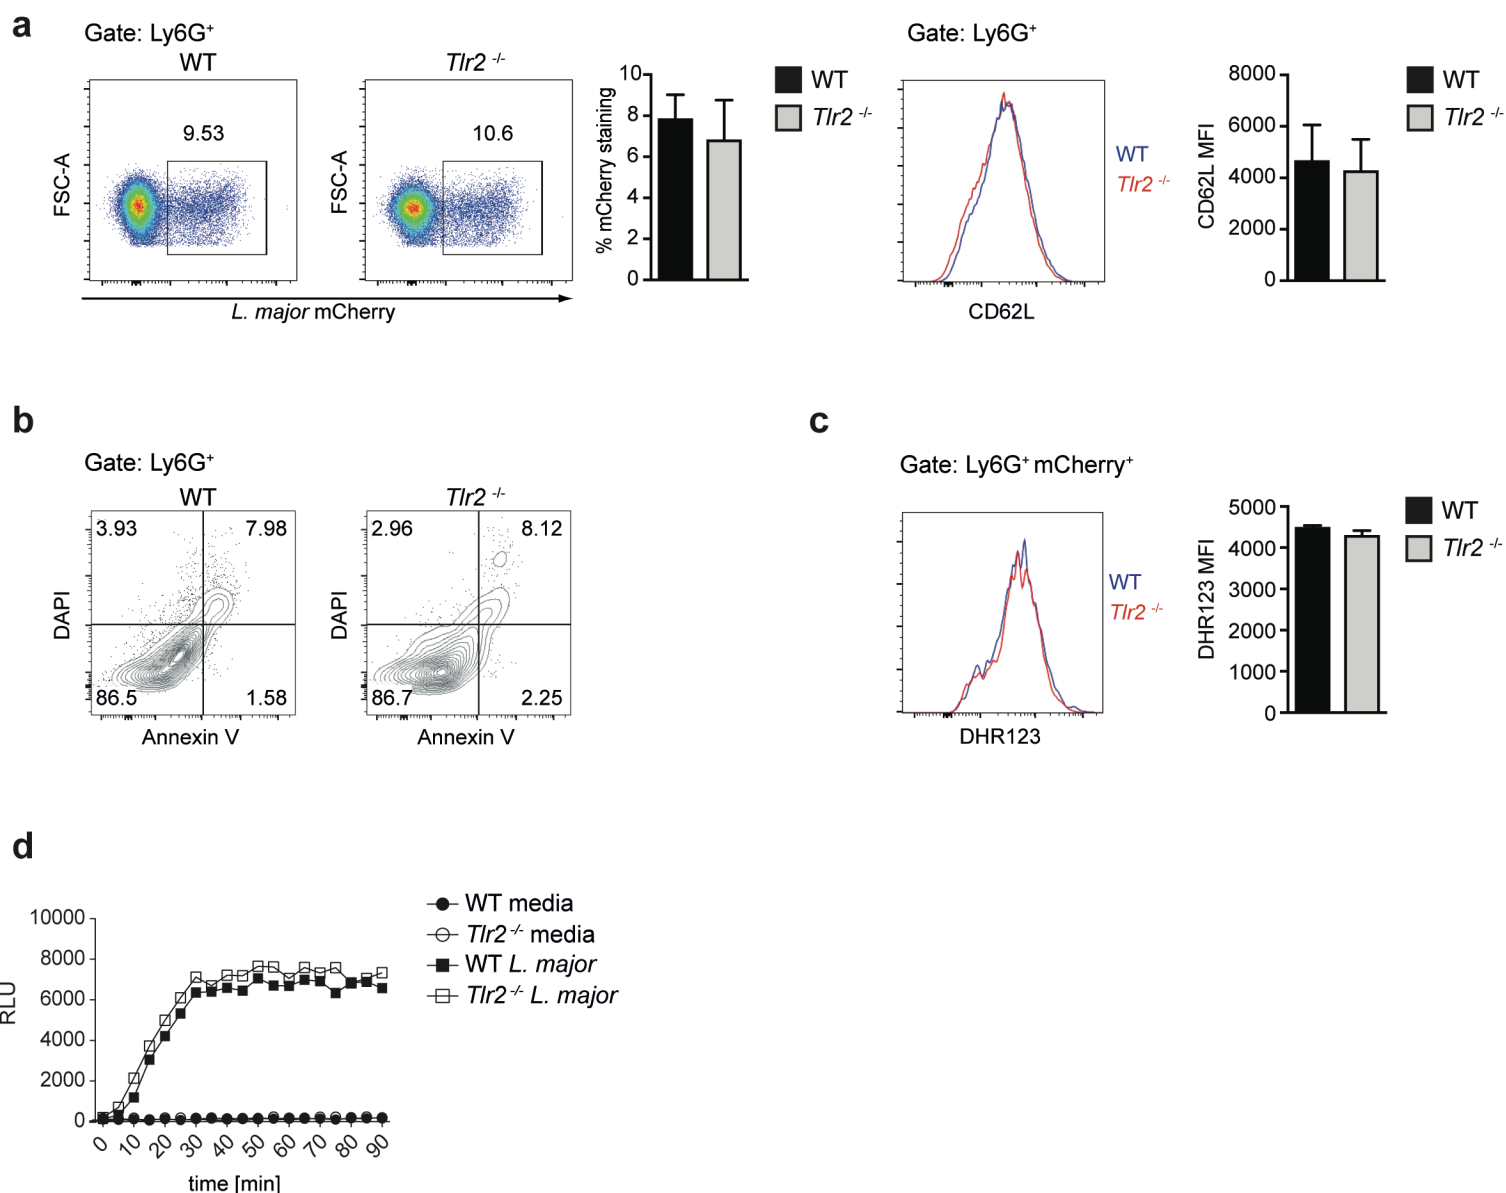 a
Gate: Ly6G+
WT
Tlr2 -/-
9.53
10.6
FSC-A
FSC-A
L. major mCherry
% mCherry staining
10
8
6
4
2
0
WT
Tlr2 -/-
Gate: Ly6G+
WT
Tlr2 -/-
CD62L
CD62L MFI
8000
6000
4000
2000
0
WT
Tlr2 -/-
b
Gate: Ly6G+
WT
Tlr2 -/-
3.93
7.98
86.5
1.58
DAPI
Annexin V
2.96
8.12
86.7
2.25
DAPI
Annexin V
c
Gate: Ly6G+ mCherry+
WT
Tlr2 -/-
DHR123
DHR123 MFI
5000
4000
3000
2000
1000
0
WT
Tlr2 -/-
d
RLU
10000
8000
6000
4000
2000
0
0 10 20 30 40 50 60 70 80 90
time [min]
WT media
Tlr2 -/- media
WT L. major
Tlr2 -/- L. major